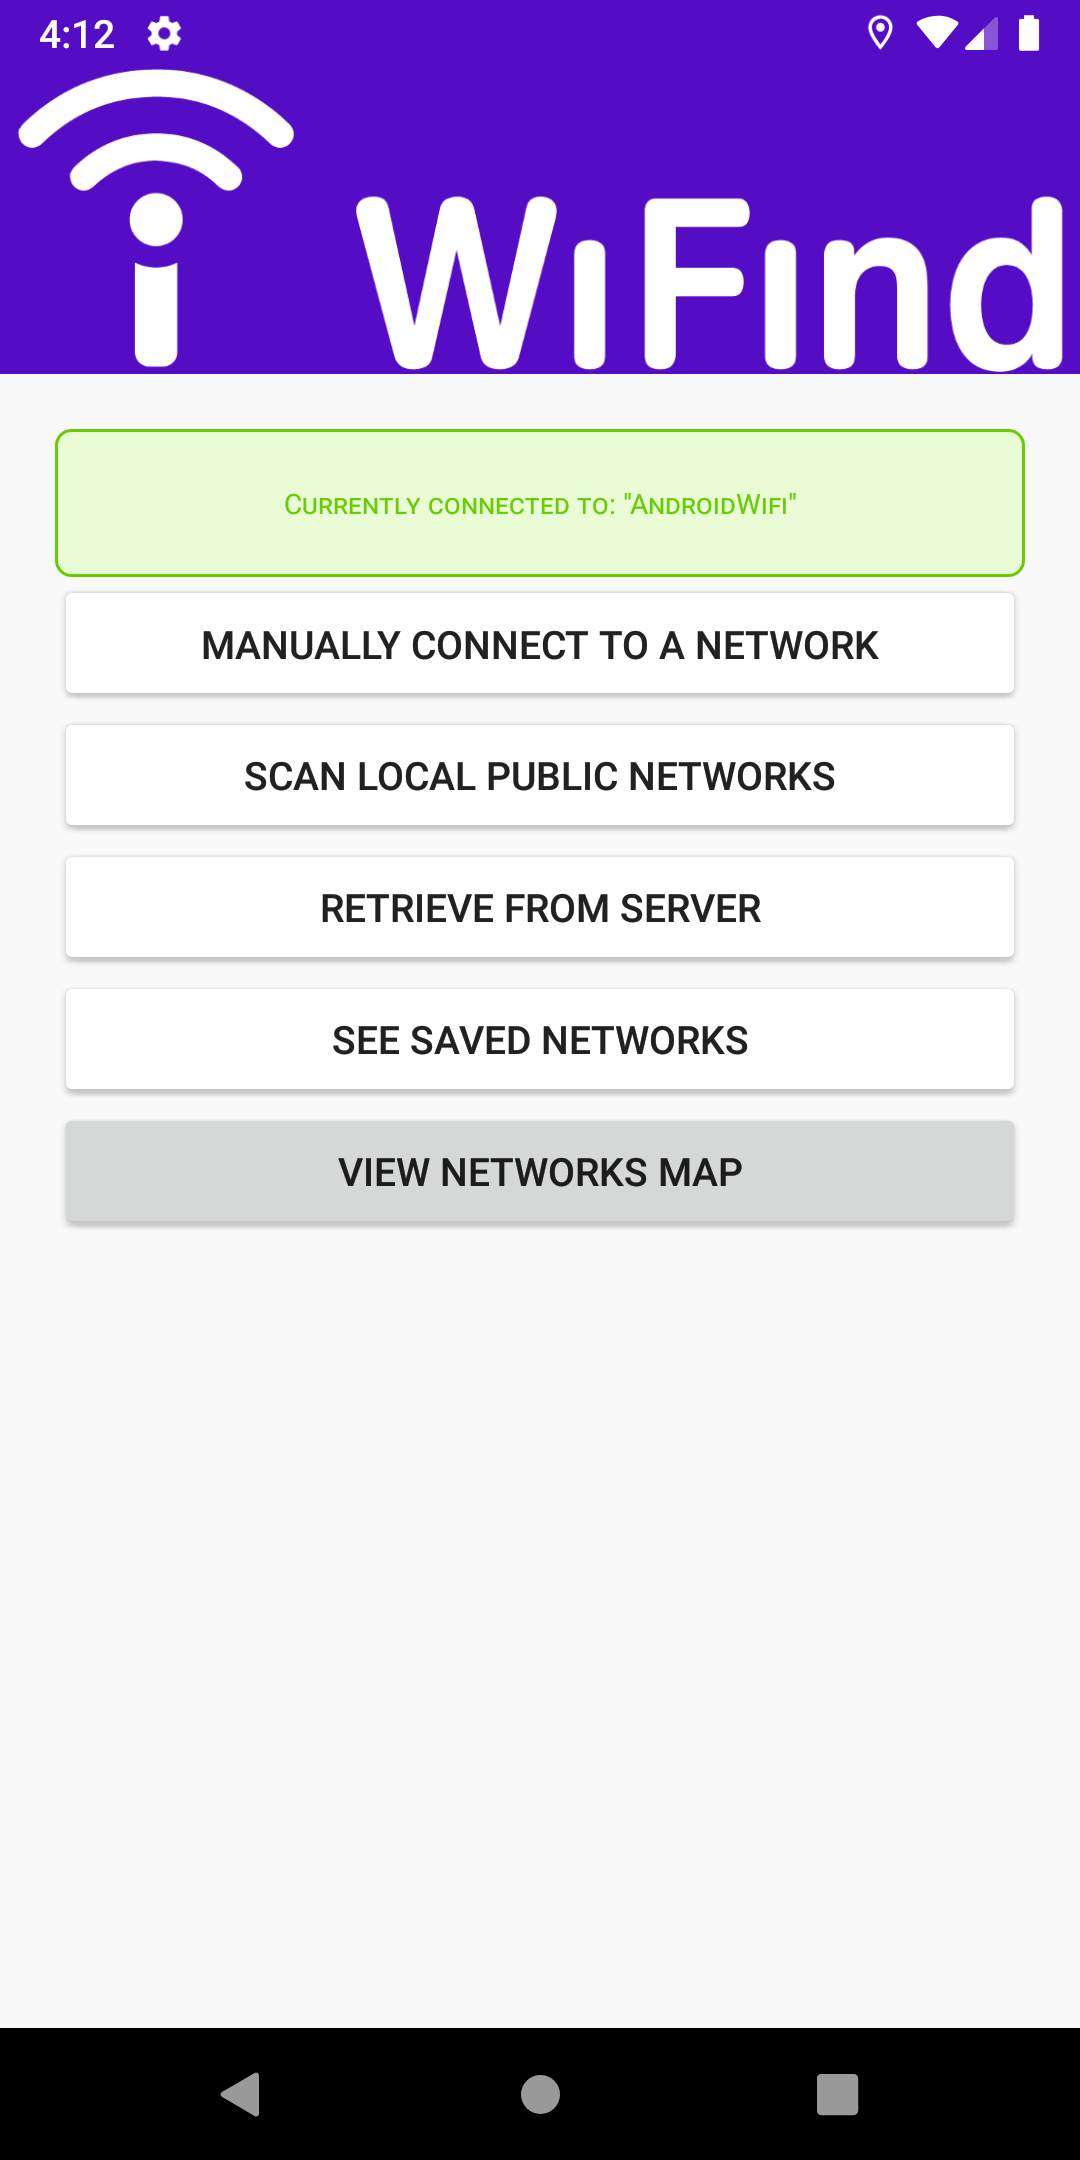 4:12
WiFind
Currently connected to: "AndroidWifi"
MANUALLY CONNECT TO A NETWORK
SCAN LOCAL PUBLIC NETWORKS
RETRIEVE FROM SERVER
SEE SAVED NETWORKS
VIEW NETWORKS MAP